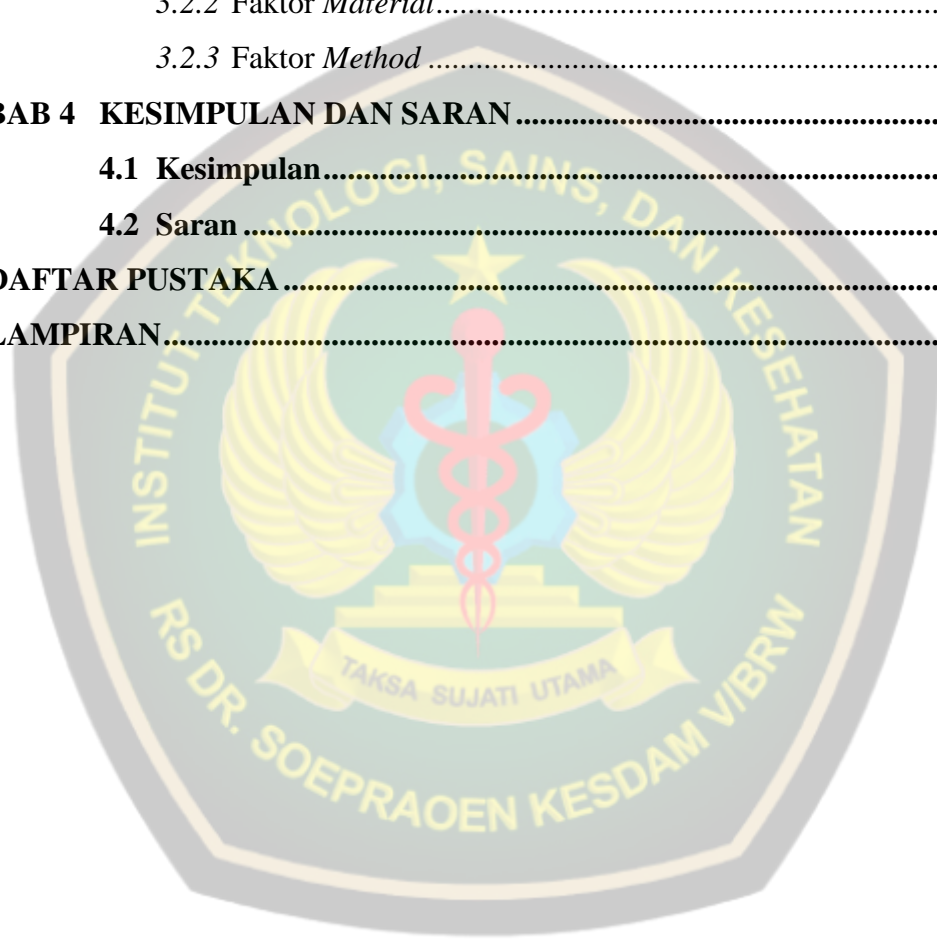 3.2.2 Faktor Material.......................................................................
3.2.3 Faktor Method .......................................................................
BAB 4 KESIMPULAN DAN SARAN.......................................................
4.1 Kesimpulan.........................................................................
4.2 Saran ...............................................................................
DAFTAR PUSTAKA.........................................................................
LAMPIRAN..................................................................................
INSTITUT TEKNOLOGI, SAINS, DAN KESEHATAN
TAKSA SUJATI UTAMA
RS DR. SOEPRAOEN KESDAM V/BRW